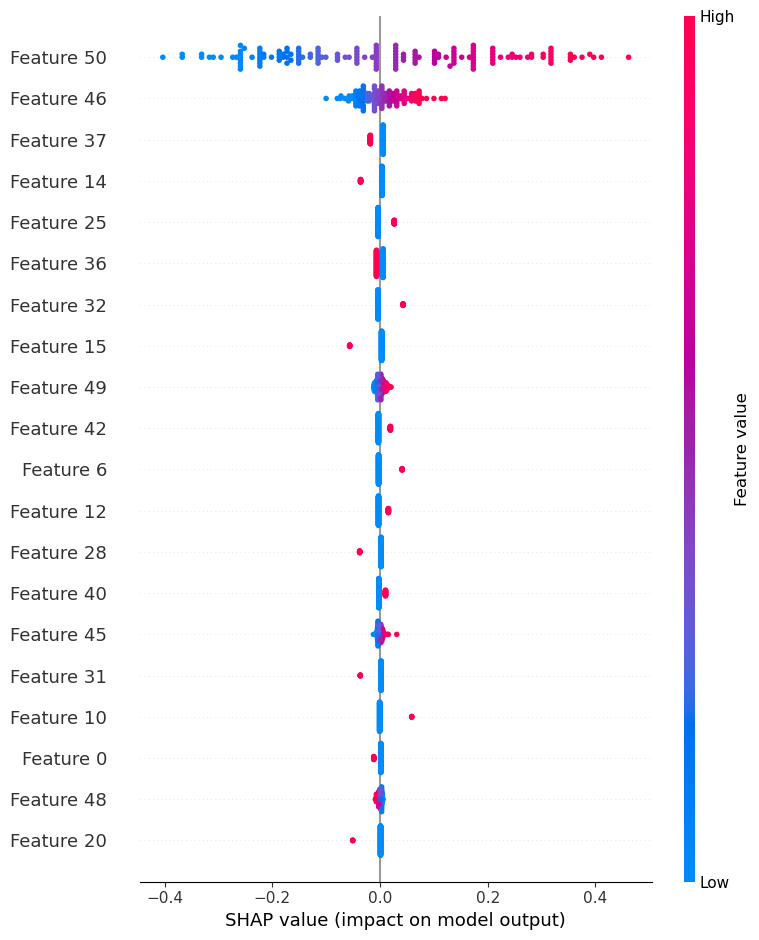 High
Feature 50
Feature 46
Feature 37
Feature 14
Feature 25
Feature 36
Feature 32
Feature 15
Feature 49
Feature 42
Feature 6
Feature 12
Feature 28
Feature 40
Feature 45
Feature 31
Feature 10
Feature 0
Feature 48
Feature 20
Feature value
Low
−0.4 −0.2 0.0 0.2 0.4
SHAP value (impact on model output)